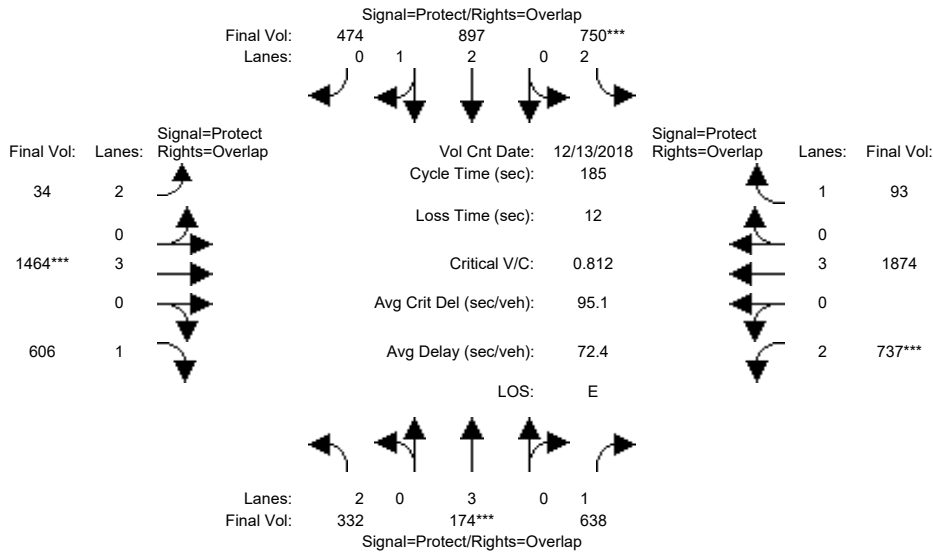 Signal=Protect/Rights=Overlap
Final Vol: 474 897 750***
Lanes: 0 1 2 0 2
Signal=Protect Signal=Protect
Final Vol: Lanes: Rights=Overlap Vol Cnt Date: 12/13/2018 Rights=Overlap Lanes: Final Vol:
Cycle Time (sec): 185
34 2 1 93
Loss Time (sec): 12
0 0
1464*** 3 Critical V/C: 0.812 3 1874
0 Avg Crit Del (sec/veh): 95.1 0
606 1 Avg Delay (sec/veh): 72.4 2 737***
LOS: E
Lanes: 2 0 3 0 1
Final Vol: 332 174*** 638
Signal=Protect/Rights=Overlap